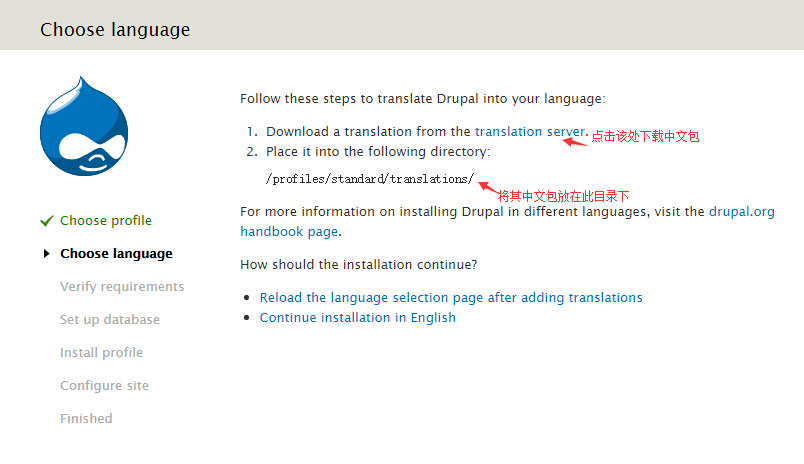 Choose language
Follow these steps to translate Drupal into your language:
1. Download a translation from the translation server. 点击该处下载中文包
2. Place it into the following directory:
/profiles/standard/translations/
将其中文包放在此目录下
For more information on installing Drupal in different languages, visit the drupal.org
handbook page.
How should the installation continue?
Reload the language selection page after adding translations
Continue installation in English
Choose profile
Choose language
Verify requirements
Set up database
Install profile
Configure site
Finished